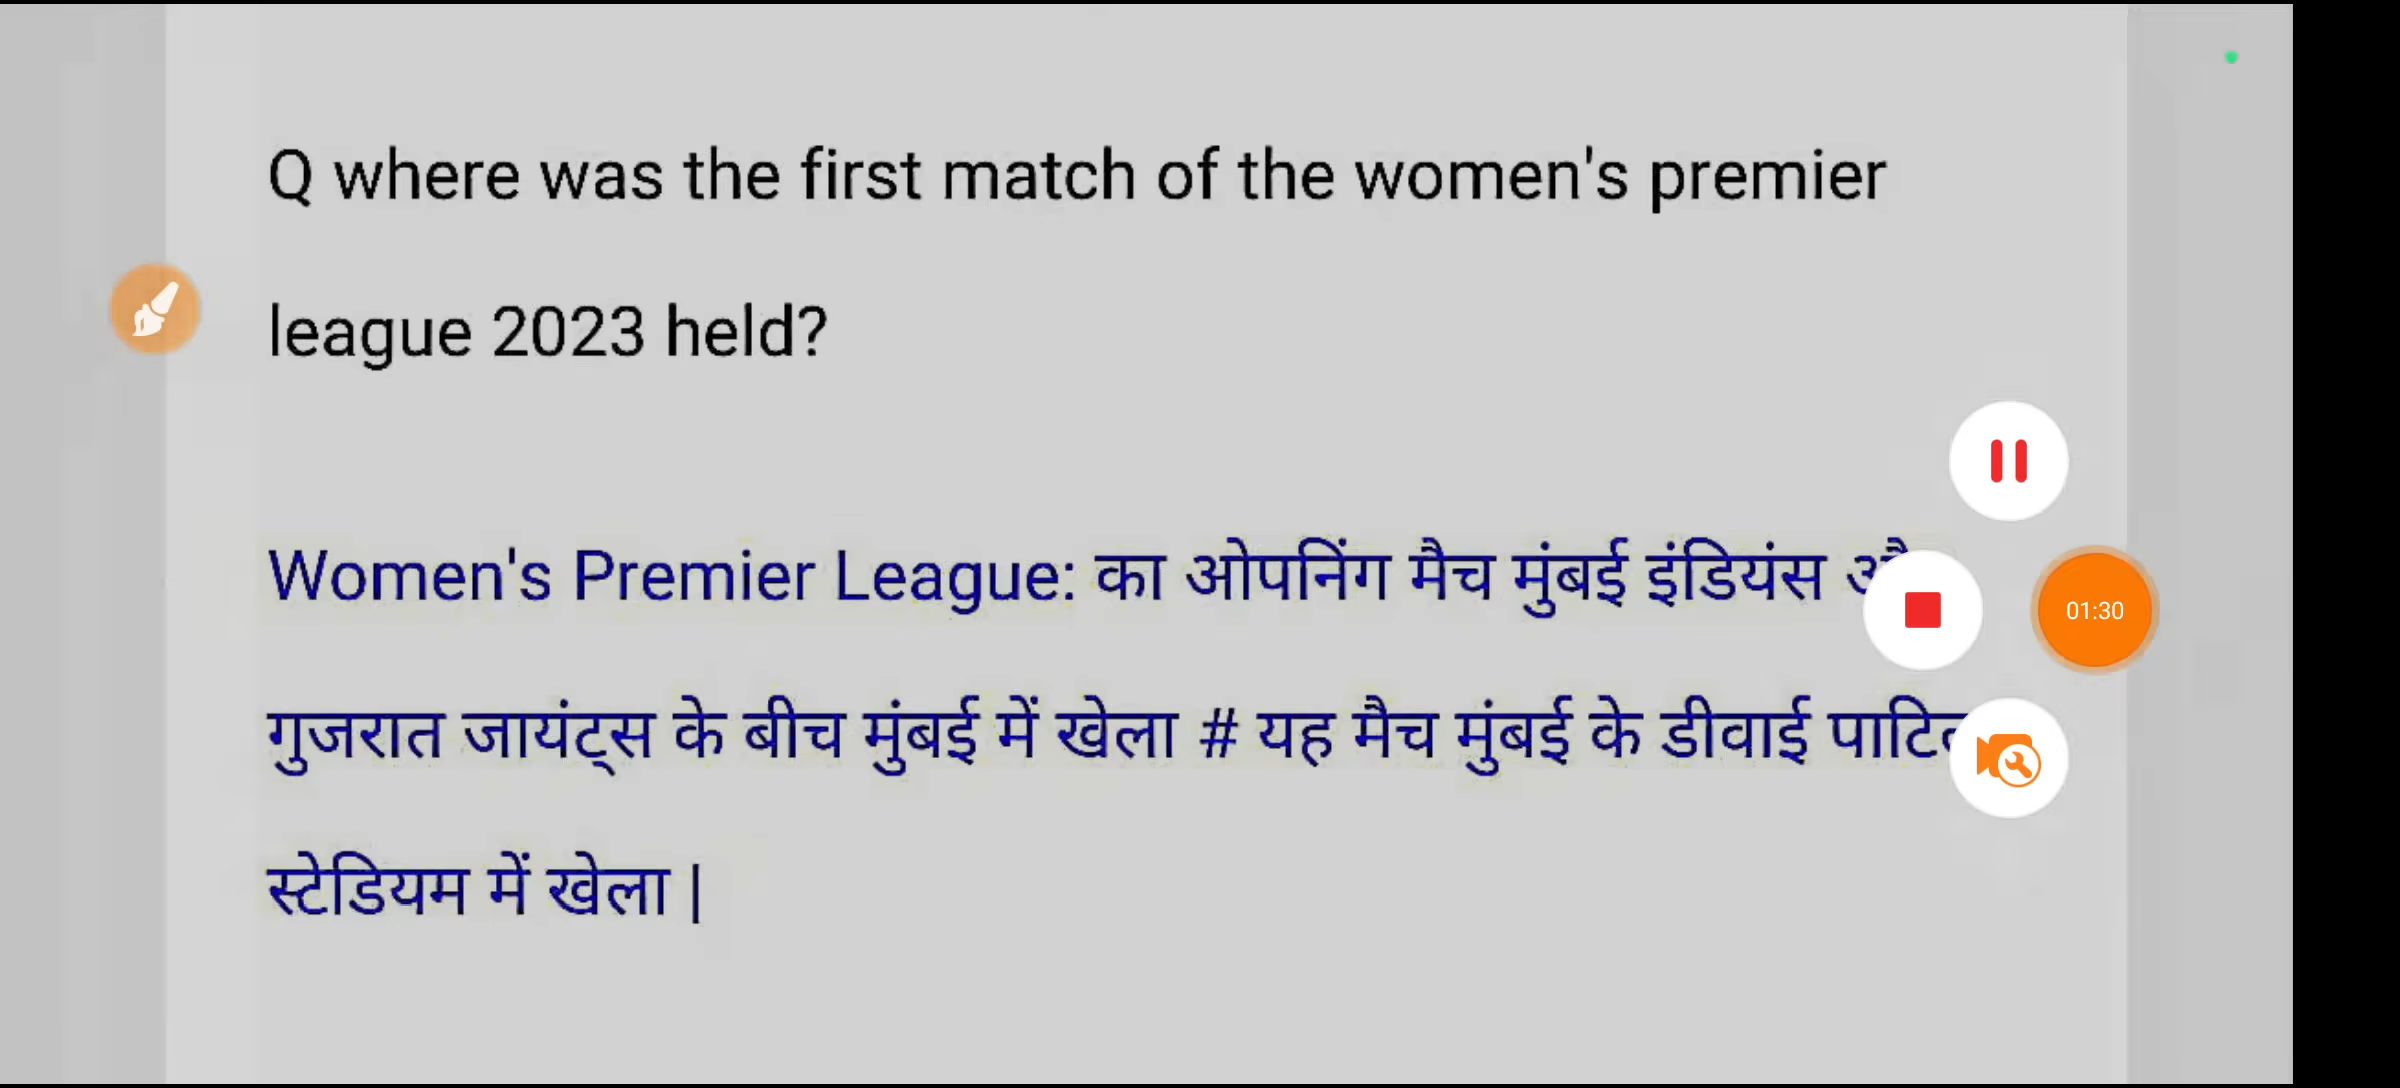 Q where was the first match of the women's premier
league 2023 held?
Women's Premier League: का ओपनिंग मैच मुंबई इंडियंस
गुजरात जायंट्स के बीच मुंबई में खेला # यह मैच मुंबई के डीवाई
स्टेडियम में खेला |
01:30